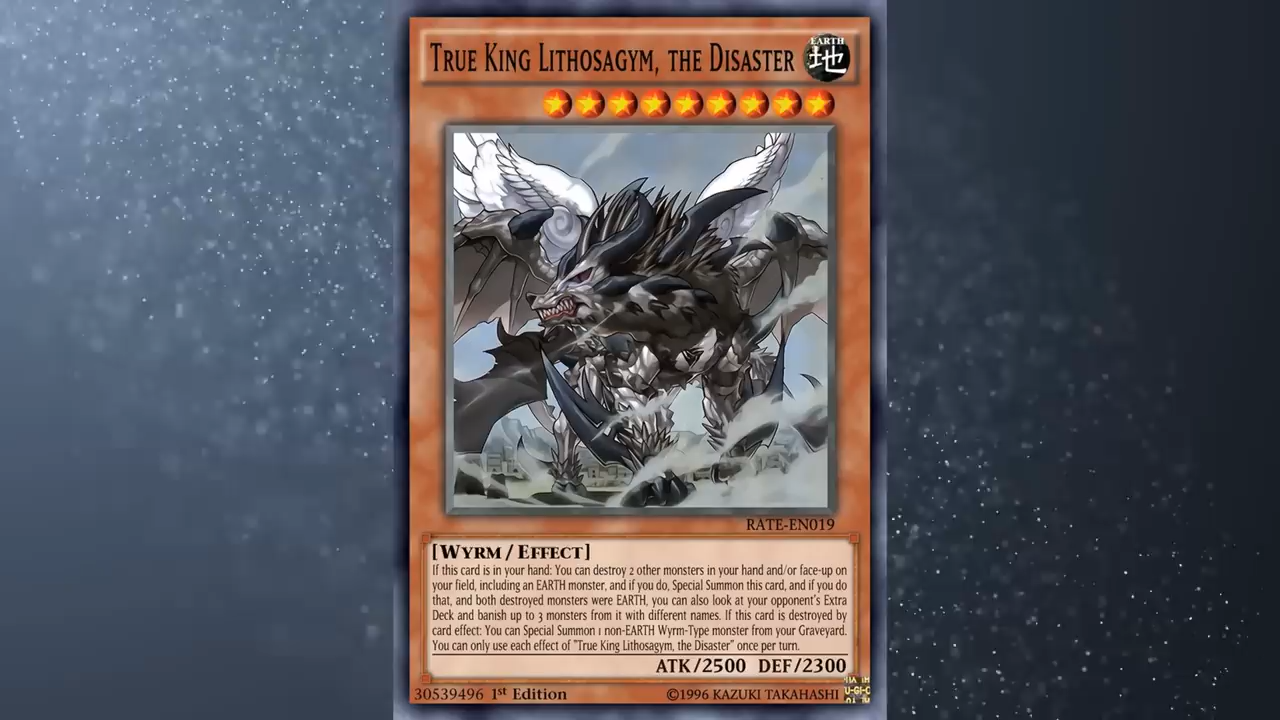 TRUE KING LITHOSAGYM, THE DISASTER
EARTH
地
RATE-EN019
[WYRM / EFFECT]
If this card is in your hand: You can destroy 2 other monsters in your hand and/or face-up on
your field, including an EARTH monster, and if you do, Special Summon this card, and if you do
that, and both destroyed monsters were EARTH, you can also look at your opponent's Extra
Deck and banish up to 3 monsters from it with different names. If this card is destroyed by
card effect: You can Special Summon 1 non-EARTH Wyrm-Type monster from your Graveyard.
You can only use each effect of "True King Lithosagym, the Disaster" once per turn.
ATK/2500 DEF/2300
30539496 1st Edition
©1996 KAZUKI TAKAHASHI